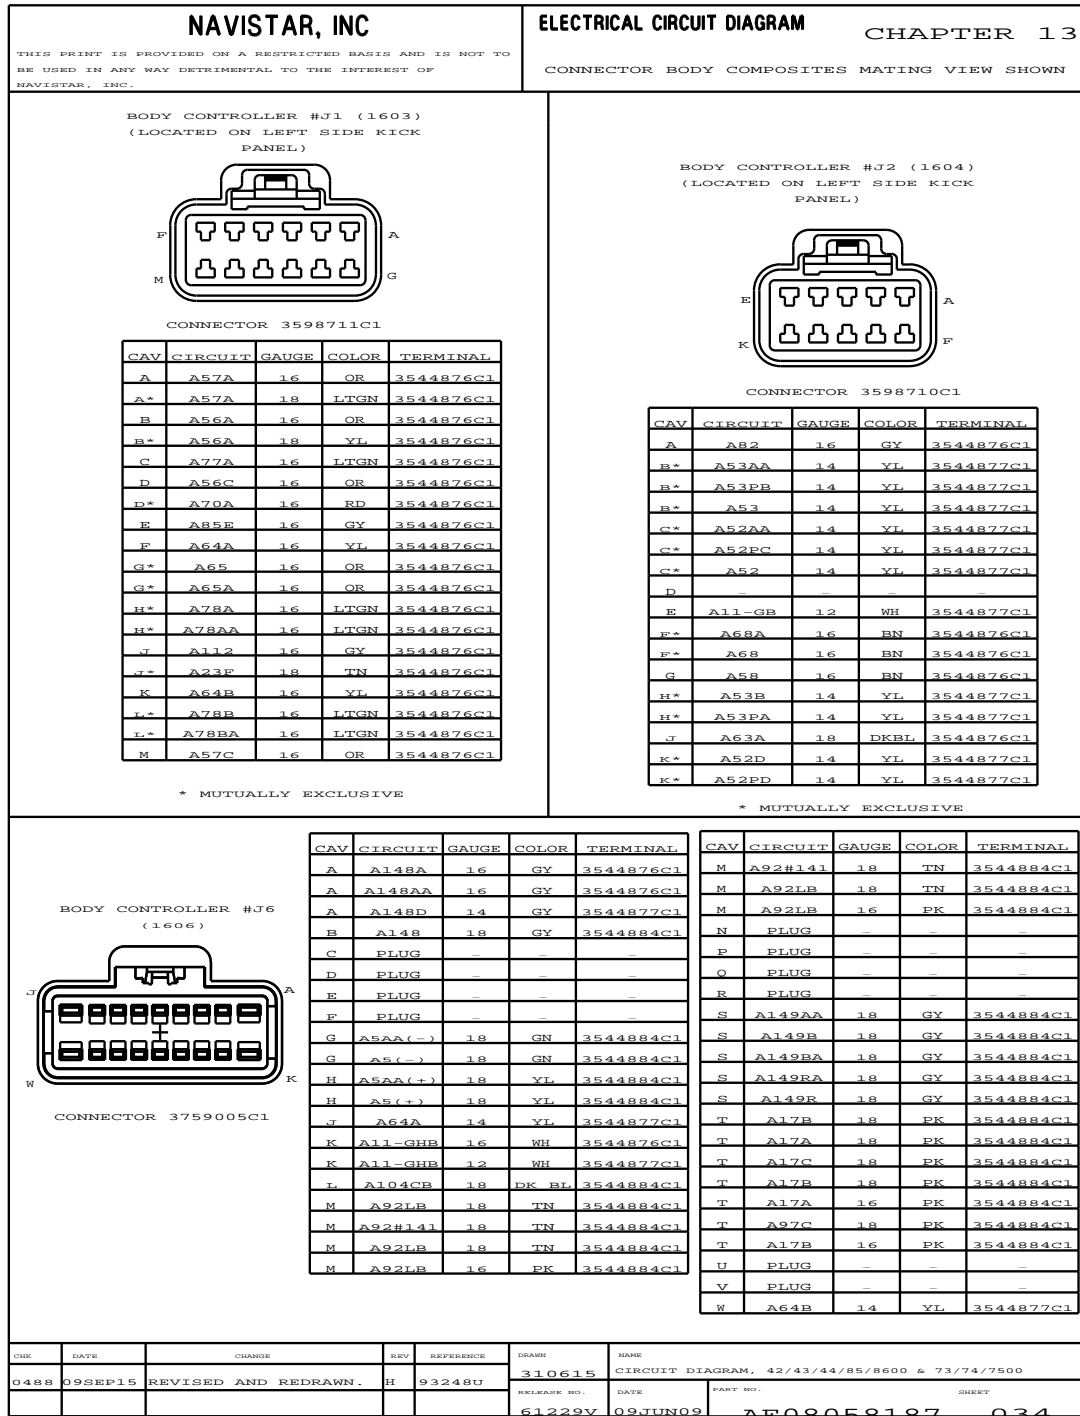 NAVISTAR, INC
THIS PRINT IS PROVIDED ON A RESTRICTED BASIS AND IS NOT TO
BE USED IN ANY WAY DETRIMENTAL TO THE INTEREST OF
NAVISTAR, INC.
ELECTRICAL CIRCUIT DIAGRAM
CHAPTER 13
CONNECTOR BODY COMPOSITES MATING VIEW SHOWN
BODY CONTROLLER #J1 (1603)
(LOCATED ON LEFT SIDE KICK
PANEL)
F A
M G
CONNECTOR 3598711C1
CAV CIRCUIT GAUGE COLOR TERMINAL
A A57A 16 OR 3544876C1
A* A57A 18 LTGN 3544876C1
B A56A 16 OR 3544876C1
B* A56A 18 YL 3544876C1
C A77A 16 LTGN 3544876C1
D A56C 16 OR 3544876C1
D* A70A 16 RD 3544876C1
E A85E 16 GY 3544876C1
F A64A 16 YL 3544876C1
G* A65 16 OR 3544876C1
G* A65A 16 OR 3544876C1
H* A78A 16 LTGN 3544876C1
H* A78AA 16 LTGN 3544876C1
J A112 16 GY 3544876C1
J* A23F 18 TN 3544876C1
K A64B 16 YL 3544876C1
L* A78B 16 LTGN 3544876C1
L* A78BA 16 LTGN 3544876C1
M A57C 16 OR 3544876C1
* MUTUALLY EXCLUSIVE
BODY CONTROLLER #J2 (1604)
(LOCATED ON LEFT SIDE KICK
PANEL)
E A
K F
CONNECTOR 3598710C1
CAV CIRCUIT GAUGE COLOR TERMINAL
A A82 16 GY 3544876C1
B* A53AA 14 YL 3544877C1
B* A53PB 14 YL 3544877C1
B* A53 14 YL 3544877C1
C* A52AA 14 YL 3544877C1
C* A52PC 14 YL 3544877C1
C* A52 14 YL 3544877C1
D – – – –
E A11-GB 12 WH 3544877C1
F* A68A 16 BN 3544876C1
F* A68 16 BN 3544876C1
G A58 16 BN 3544876C1
H* A53B 14 YL 3544877C1
H* A53PA 14 YL 3544877C1
J A63A 18 DKBL 3544876C1
K* A52D 14 YL 3544877C1
K* A52PD 14 YL 3544877C1
* MUTUALLY EXCLUSIVE
BODY CONTROLLER #J6
(1606)
J A
W K
CONNECTOR 3759005C1
CAV CIRCUIT GAUGE COLOR TERMINAL
A A148A 16 GY 3544876C1
A A148AA 16 GY 3544876C1
A A148D 14 GY 3544877C1
B A148 18 GY 3544884C1
C PLUG – – –
D PLUG – – –
E PLUG – – –
F PLUG – – –
G A5AA(-) 18 GN 3544884C1
G A5(-) 18 GN 3544884C1
H A5AA(+) 18 YL 3544884C1
H A5(+) 18 YL 3544884C1
J A64A 14 YL 3544877C1
K A11-GHB 16 WH 3544876C1
K A11-GHB 12 WH 3544877C1
L A104CB 18 DK BL 3544884C1
M A92LB 18 TN 3544884C1
M A92#141 18 TN 3544884C1
M A92LB 18 TN 3544884C1
M A92LB 16 PK 3544884C1
CAV CIRCUIT GAUGE COLOR TERMINAL
M A92#141 18 TN 3544884C1
M A92LB 18 TN 3544884C1
M A92LB 16 PK 3544884C1
N PLUG – – –
P PLUG – – –
Q PLUG – – –
R PLUG – – –
S A149AA 18 GY 3544884C1
S A149B 18 GY 3544884C1
S A149BA 18 GY 3544884C1
S A149RA 18 GY 3544884C1
S A149R 18 GY 3544884C1
T A17B 18 PK 3544884C1
T A17A 18 PK 3544884C1
T A17C 18 PK 3544884C1
T A17B 18 PK 3544884C1
T A17A 16 PK 3544884C1
T A97C 18 PK 3544884C1
T A17B 16 PK 3544884C1
U PLUG – – –
V PLUG – – –
W A64B 14 YL 3544877C1
CHK DATE CHANGE REV REFERENCE
0488 09SEP15 REVISED AND REDRAWN. H 93248U
DRAWN
310615
NAME
CIRCUIT DIAGRAM, 42/43/44/85/8600 & 73/74/7500
RELEASE NO.
61229V
DATE
09JUN09
PART NO.
AE08058187
SHEET
034